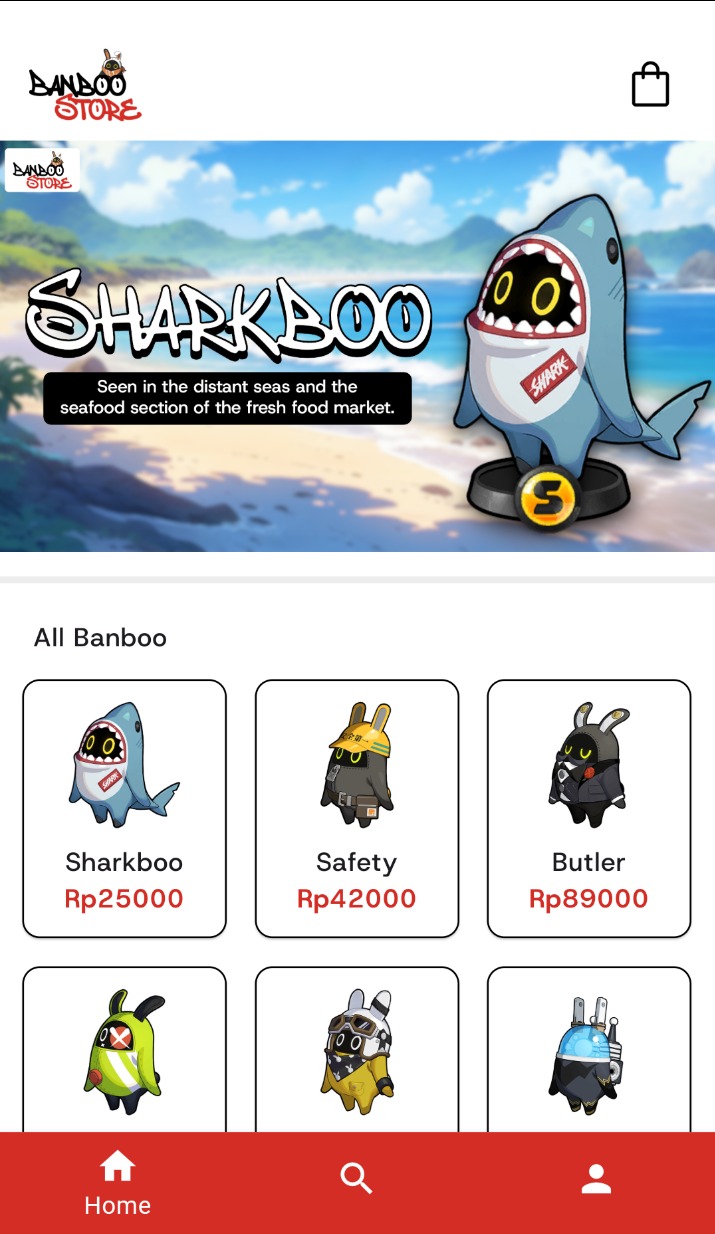 BANBOO
STORE
BANBOO
STORE
SHARKBOO
Seen in the distant seas and the
seafood section of the fresh food market.
SHARK
S
All Banboo
SHARK
Sharkboo
Rp25000
Safety
Rp42000
Butler
Rp89000
Home